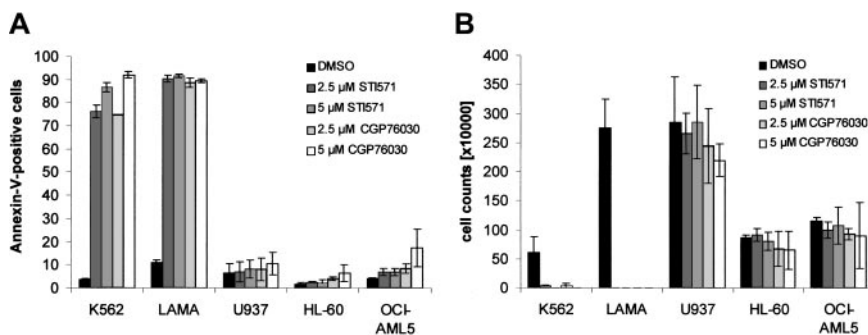 A
Annexin-V-positive cells
100
90
80
70
60
50
40
30
20
10
0
DMSO
2.5 µM STI571
5 µM STI571
2.5 µM CGP76030
5 µM CGP76030
K562
LAMA
U937
HL-60
OCI-
AML5
B
cell counts [x10000]
400
350
300
250
200
150
100
50
0
DMSO
2.5 µM STI571
5 µM STI571
2.5 µM CGP76030
5 µM CGP76030
K562
LAMA
U937
HL-60
OCI-
AML5